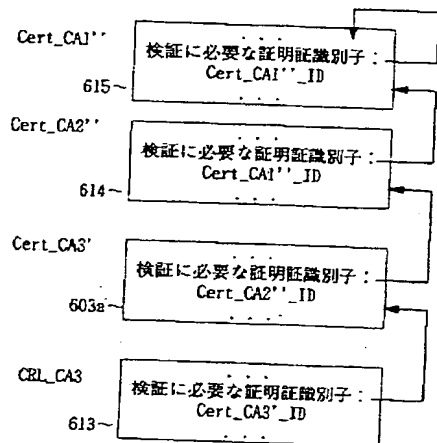 Cert_CA1''
. . .
検証に必要な証明証識別子：
Cert_CA1''_ID
. . .
615
Cert_CA2''
. . .
検証に必要な証明証識別子：
Cert_CA1''_ID
. . .
614
Cert_CA3'
. . .
検証に必要な証明証識別子：
Cert_CA2''_ID
. . . .
603a
CRL_CA3
. . .
検証に必要な証明証識別子：
Cert_CA3'_ID
. . .
613